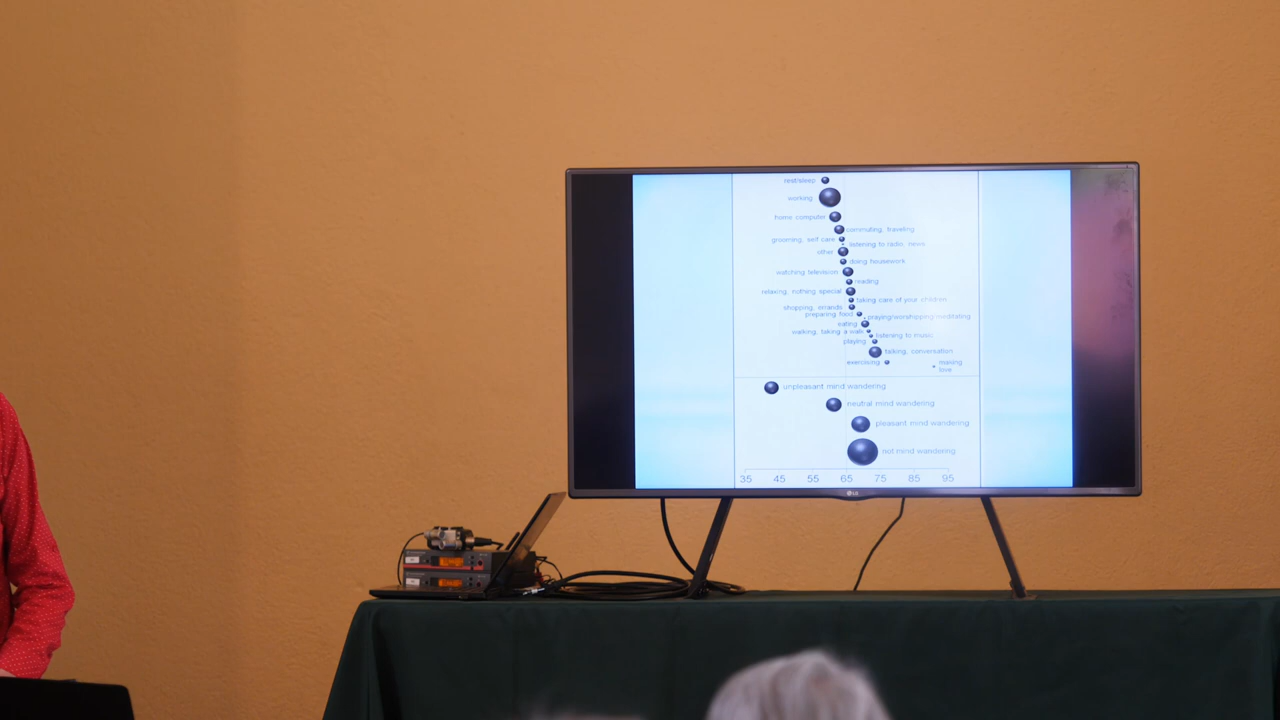 rest/sleep
working
home computer
commuting, traveling
grooming, self care
listening to radio, news
other
doing housework
watching television
reading
relaxing, nothing special
taking care of your children
shopping, errands
preparing food
praying/worshipping/meditating
eating
walking, taking a walk
listening to music
playing
talking, conversation
exercising
making
love
unpleasant mind wandering
neutral mind wandering
pleasant mind wandering
not mind wandering
35 45 55 65 75 85 95
LG